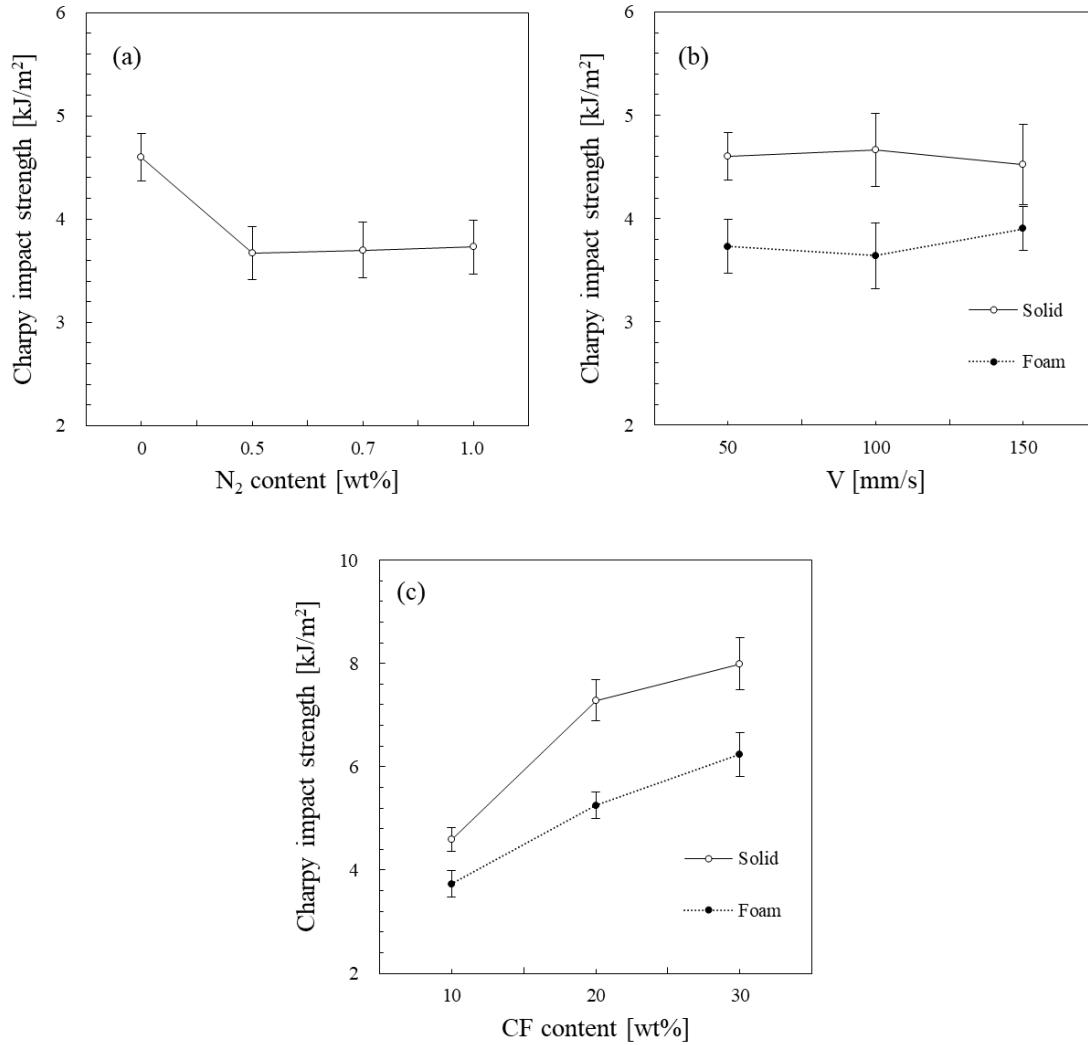 (a)
Charpy impact strength [kJ/m²]
6
5
4
3
2
0 0.5 0.7 1.0
N₂ content [wt%]
(b)
Charpy impact strength [kJ/m²]
6
5
4
3
2
Solid
Foam
50 100 150
V [mm/s]
(c)
Charpy impact strength [kJ/m²]
10
8
6
4
2
Solid
Foam
10 20 30
CF content [wt%]